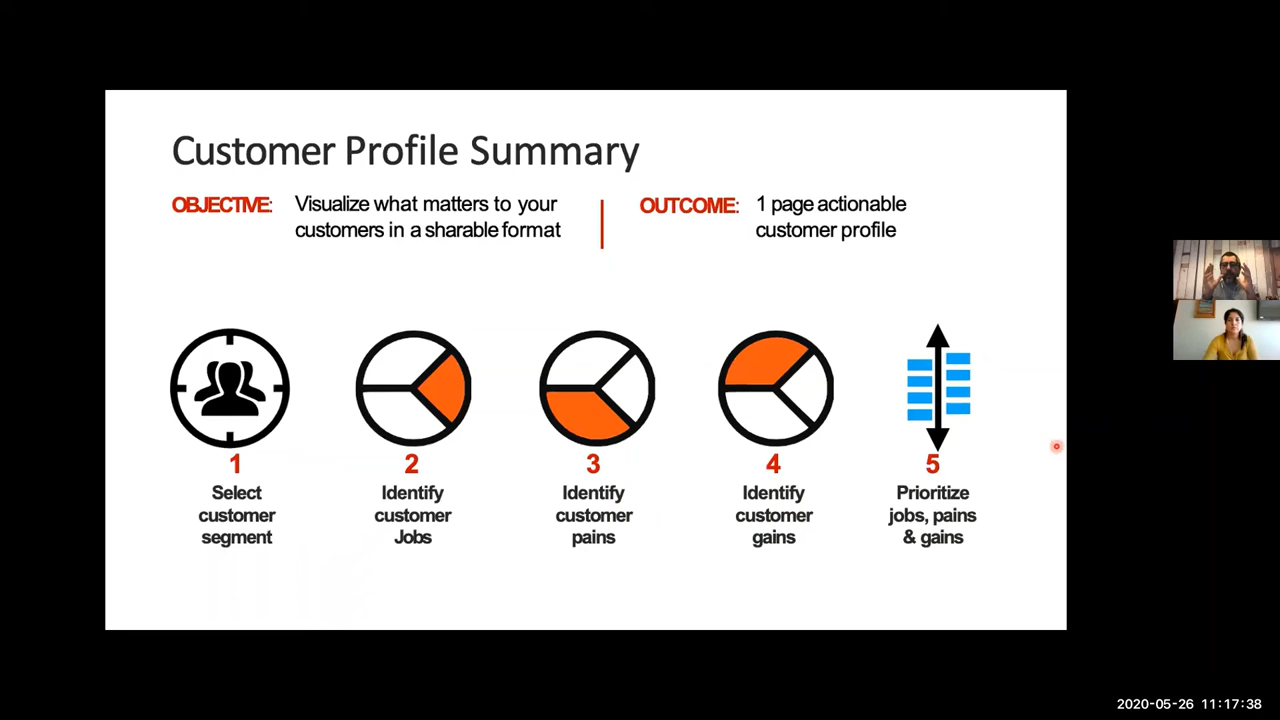 Customer Profile Summary
OBJECTIVE: Visualize what matters to your
customers in a sharable format
OUTCOME: 1 page actionable
customer profile
1
Select
customer
segment
2
Identify
customer
Jobs
3
Identify
customer
pains
4
Identify
customer
gains
5
Prioritize
jobs, pains
& gains
2020-05-26 11:17:38